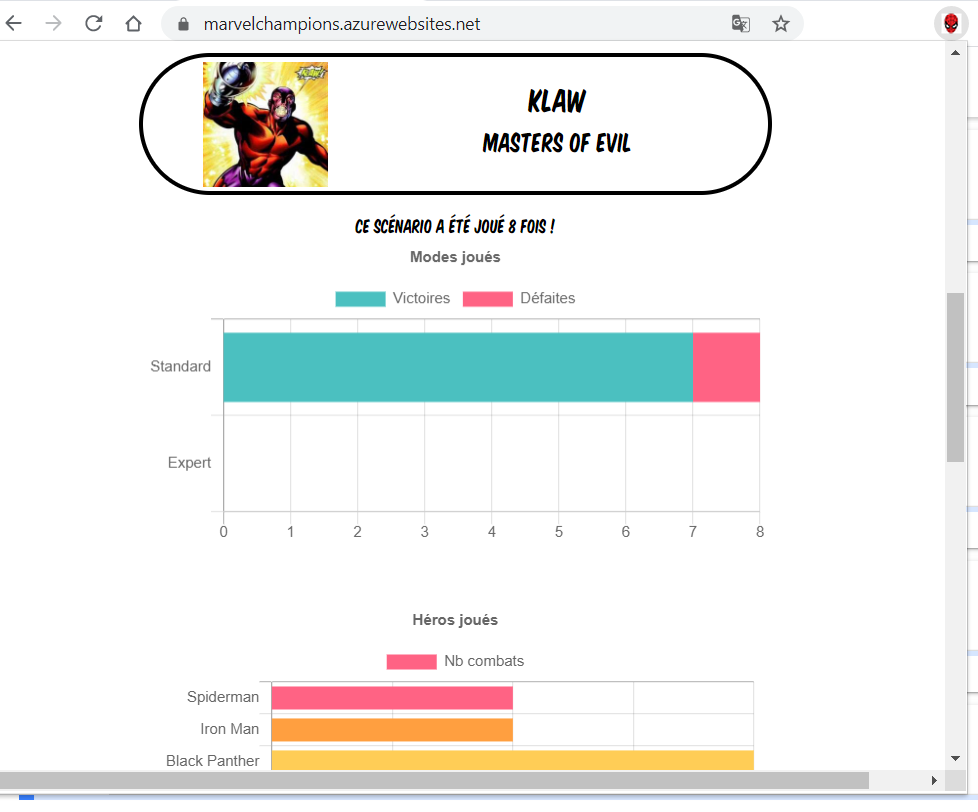 marvelchampions.azurewebsites.net
KLAW
MASTERS OF EVIL
CE SCÉNARIO A ÉTÉ JOUÉ 8 FOIS !
Modes joués
Victoires Défaites
Standard
Expert
0 1 2 3 4 5 6 7 8
Héros joués
Nb combats
Spiderman
Iron Man
Black Panther